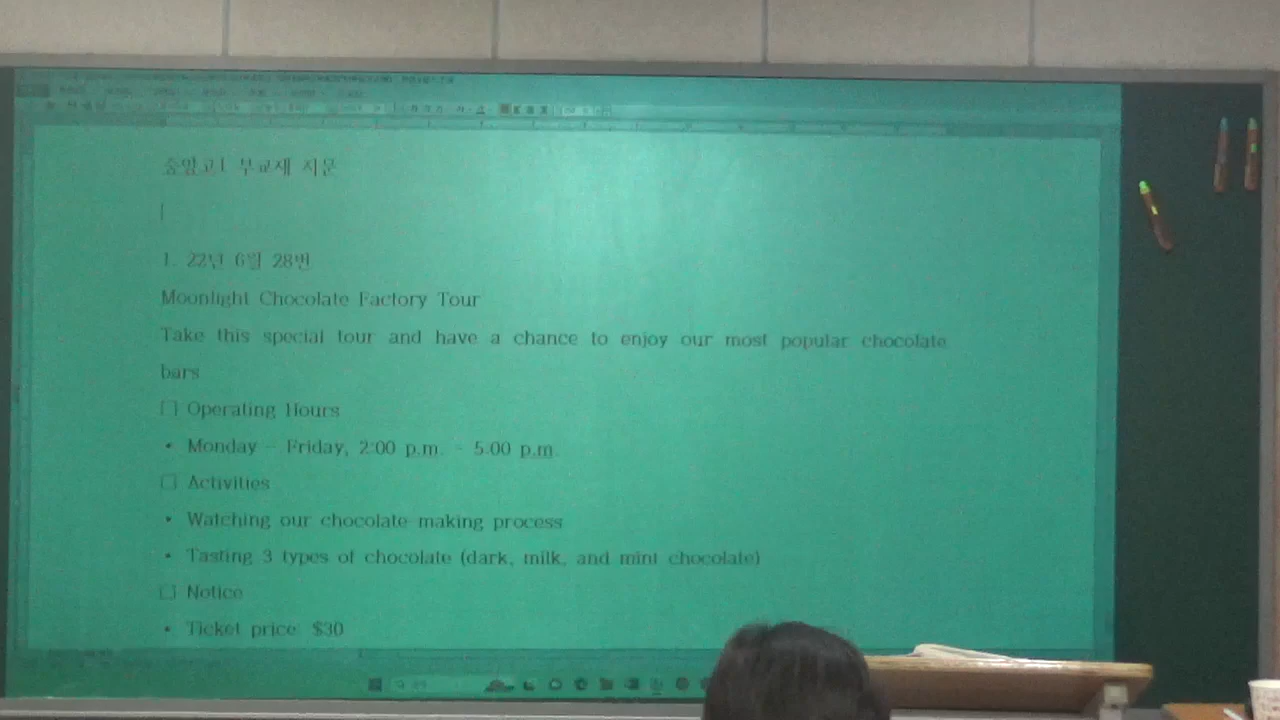 중앙고1 부교재 지문
1. 22년 6월 28번
Moonlight Chocolate Factory Tour
Take this special tour and have a chance to enjoy our most popular chocolate
bars
□ Operating Hours
• Monday - Friday, 2:00 p.m. - 5:00 p.m.
□ Activities
• Watching our chocolate-making process
• Tasting 3 types of chocolate (dark, milk, and mint chocolate)
□ Notice
• Ticket price: $30